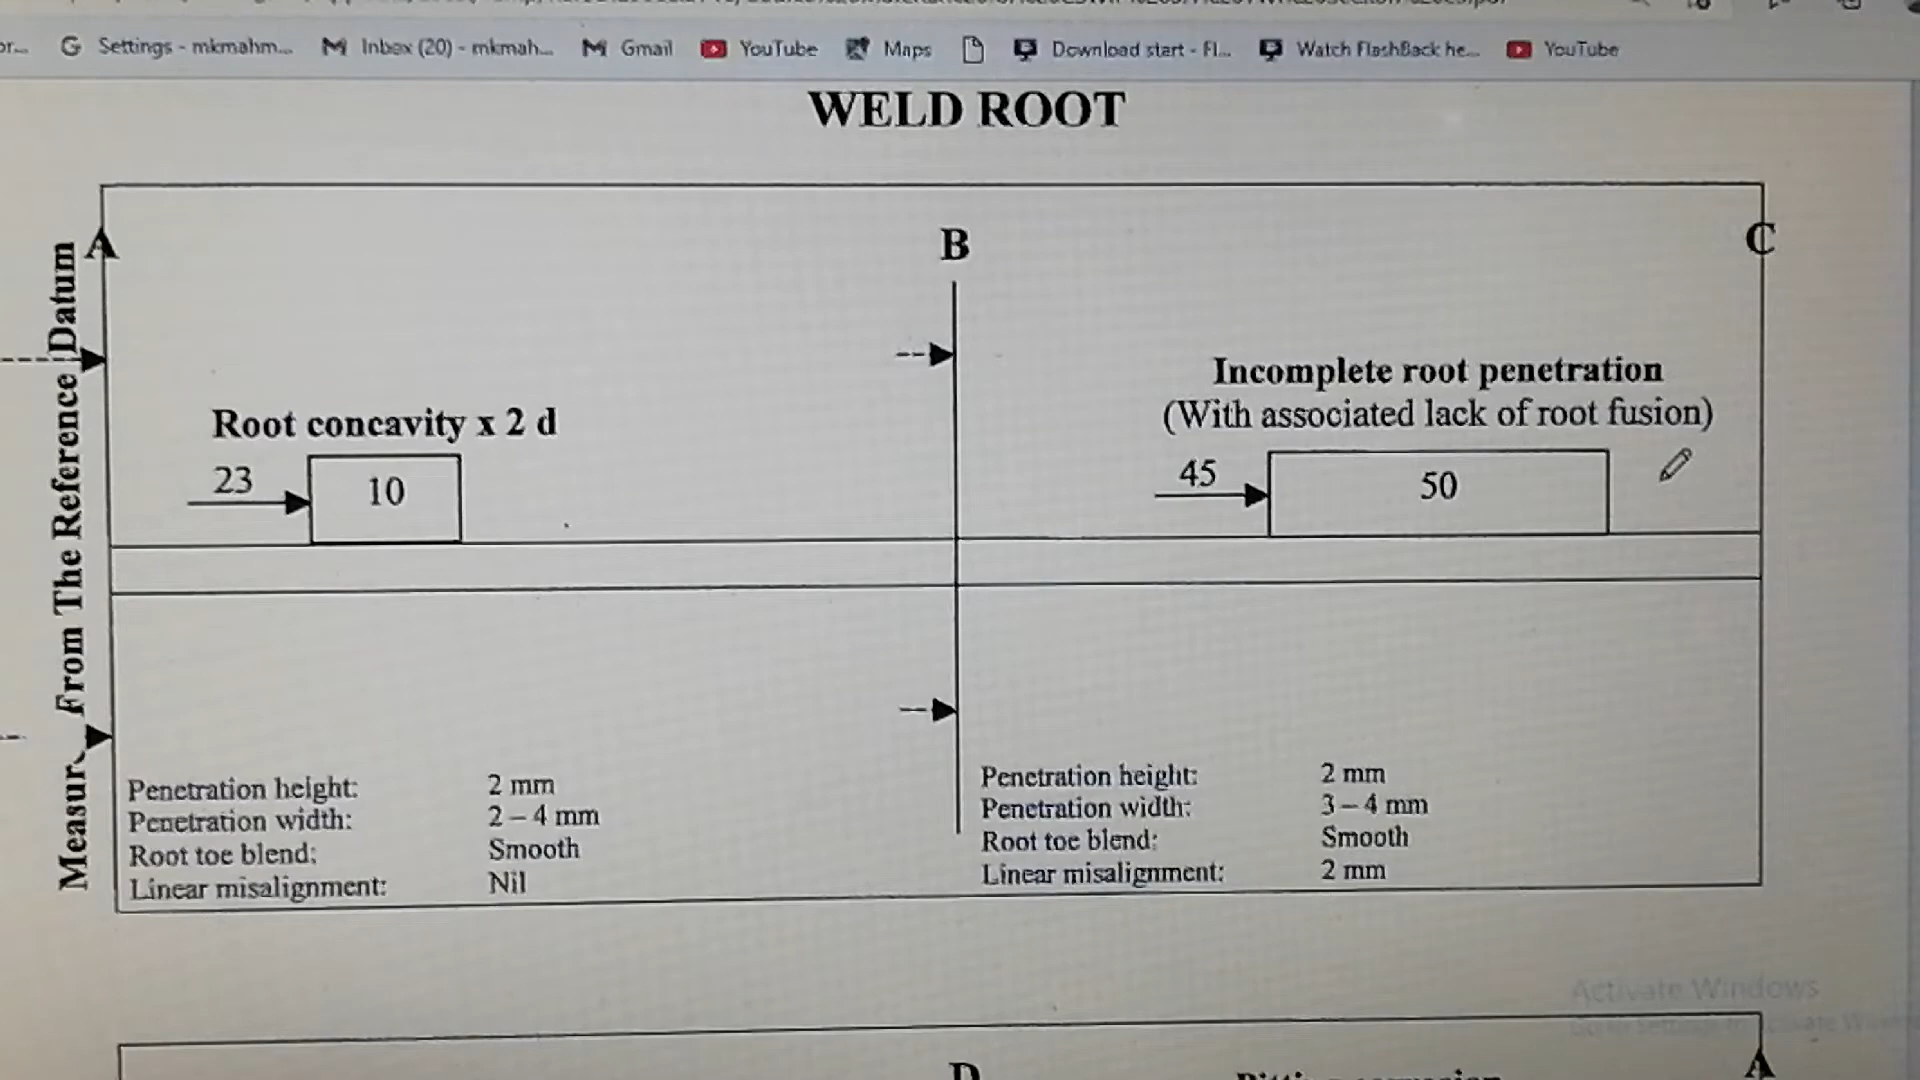 Settings - mkmahm...
Inbox (20) - mkmah...
Gmail
YouTube
Maps
Download start - Fl...
Watch FlashBack he...
YouTube
WELD ROOT
A
B
C
From The Reference Datum
Root concavity x 2 d
23
10
Incomplete root penetration
(With associated lack of root fusion)
45
50
Penetration height: 2 mm
Penetration width: 2 – 4 mm
Root toe blend: Smooth
Linear misalignment: Nil
Penetration height: 2 mm
Penetration width: 3 – 4 mm
Root toe blend: Smooth
Linear misalignment: 2 mm
Activate Windows
A